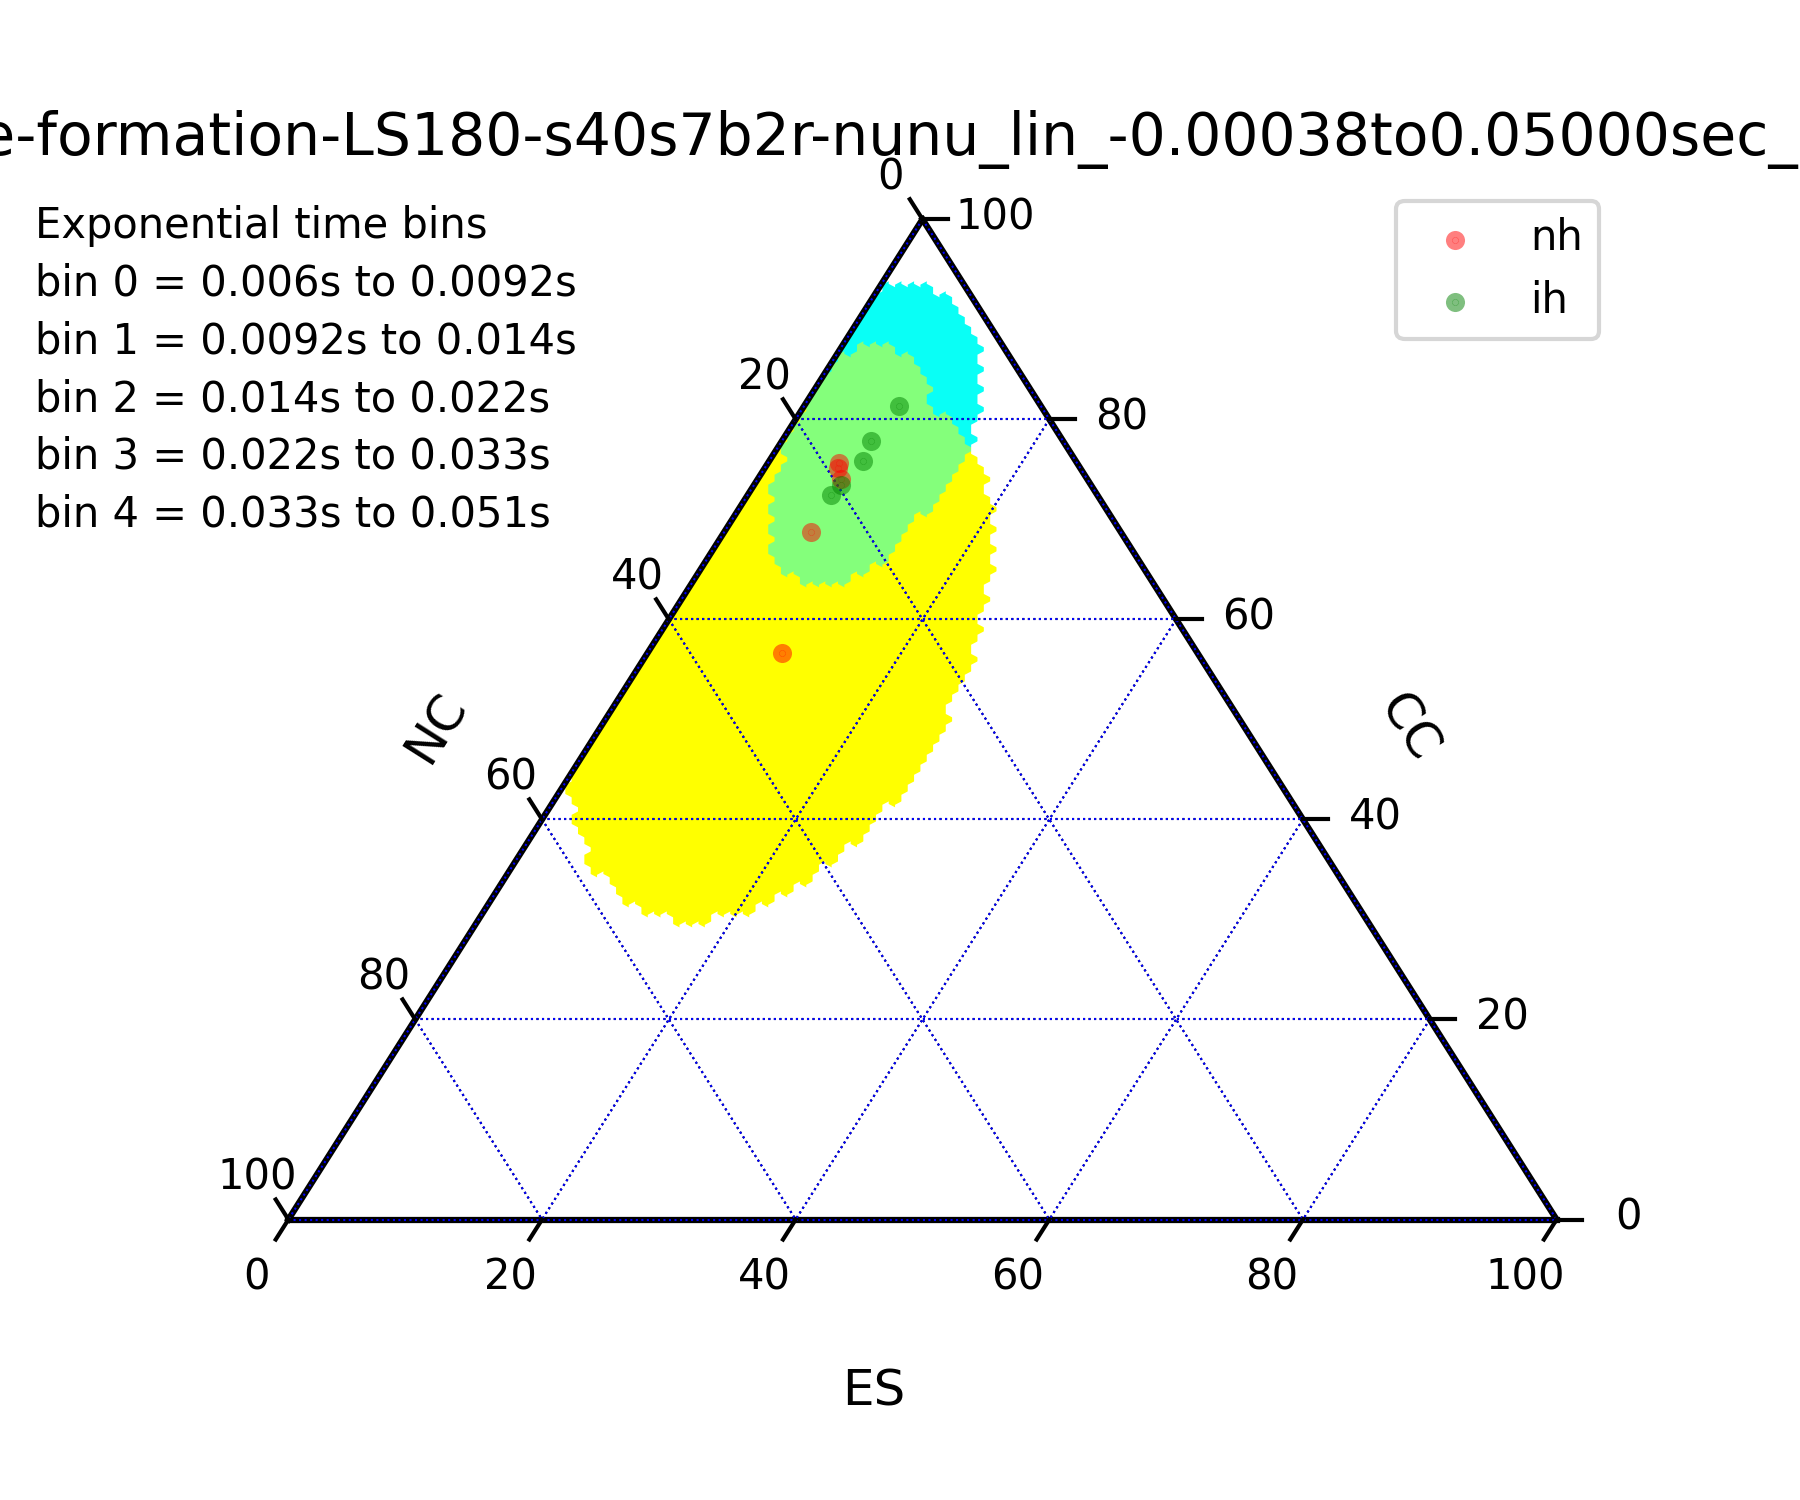 e-formation-LS180-s40s7b2r-nunu_lin_-0.00038to0.05000sec_
Exponential time bins
bin 0 = 0.006s to 0.0092s
bin 1 = 0.0092s to 0.014s
bin 2 = 0.014s to 0.022s
bin 3 = 0.022s to 0.033s
bin 4 = 0.033s to 0.051s
nh
ih
0
100
20
80
40
60
NC
CC
60
40
80
20
100
0
0
20
40
60
80
100
ES